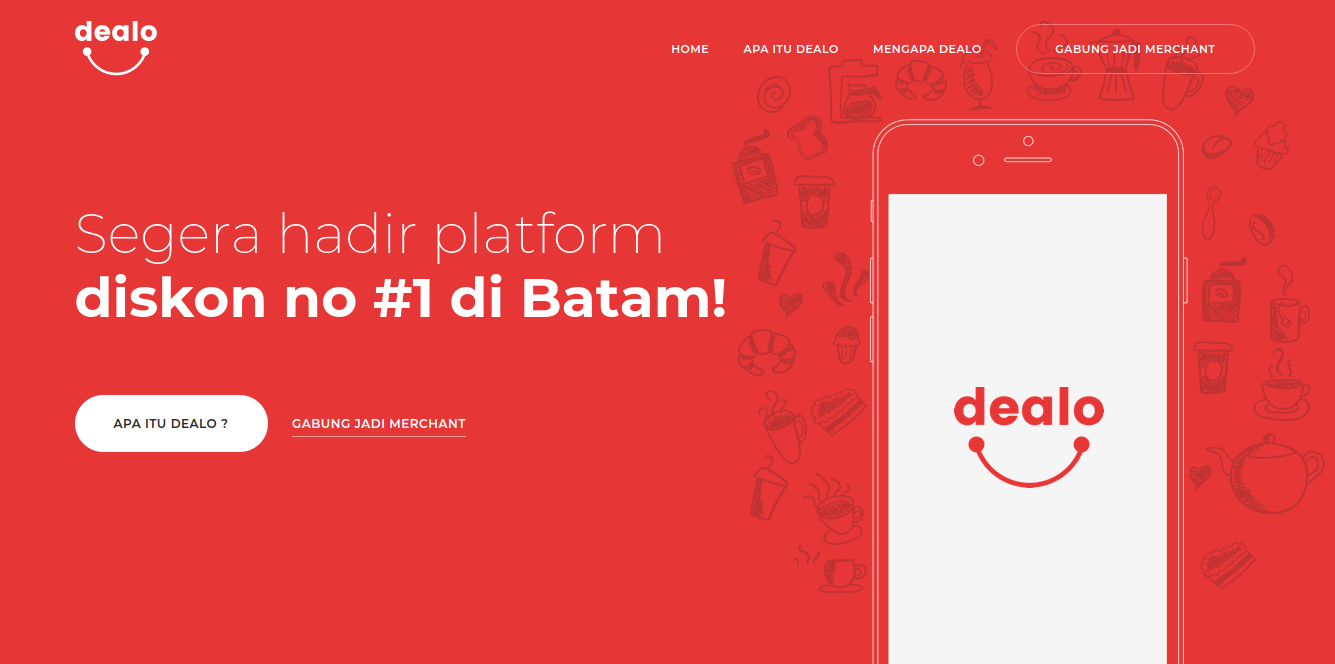 dealo
HOME
APA ITU DEALO
MENGAPA DEALO
GABUNG JADI MERCHANT
Segera hadir platform
diskon no #1 di Batam!
APA ITU DEALO ?
GABUNG JADI MERCHANT
dealo